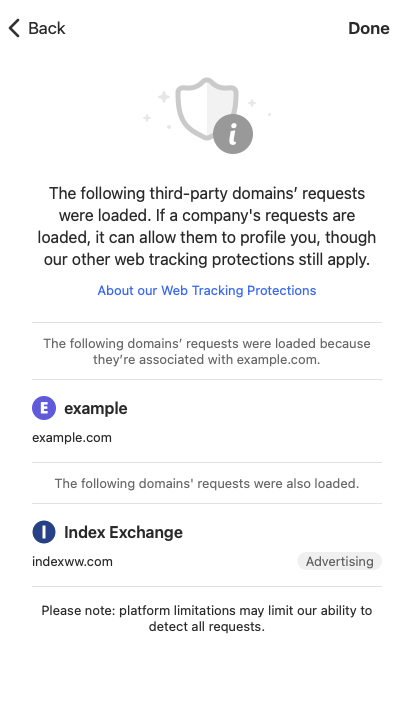 Back
Done
i
The following third-party domains’ requests
were loaded. If a company's requests are
loaded, it can allow them to profile you, though
our other web tracking protections still apply.
About our Web Tracking Protections
The following domains’ requests were loaded because
they’re associated with example.com.
E example
example.com
The following domains' requests were also loaded.
I Index Exchange
indexww.com
Advertising
Please note: platform limitations may limit our ability to
detect all requests.